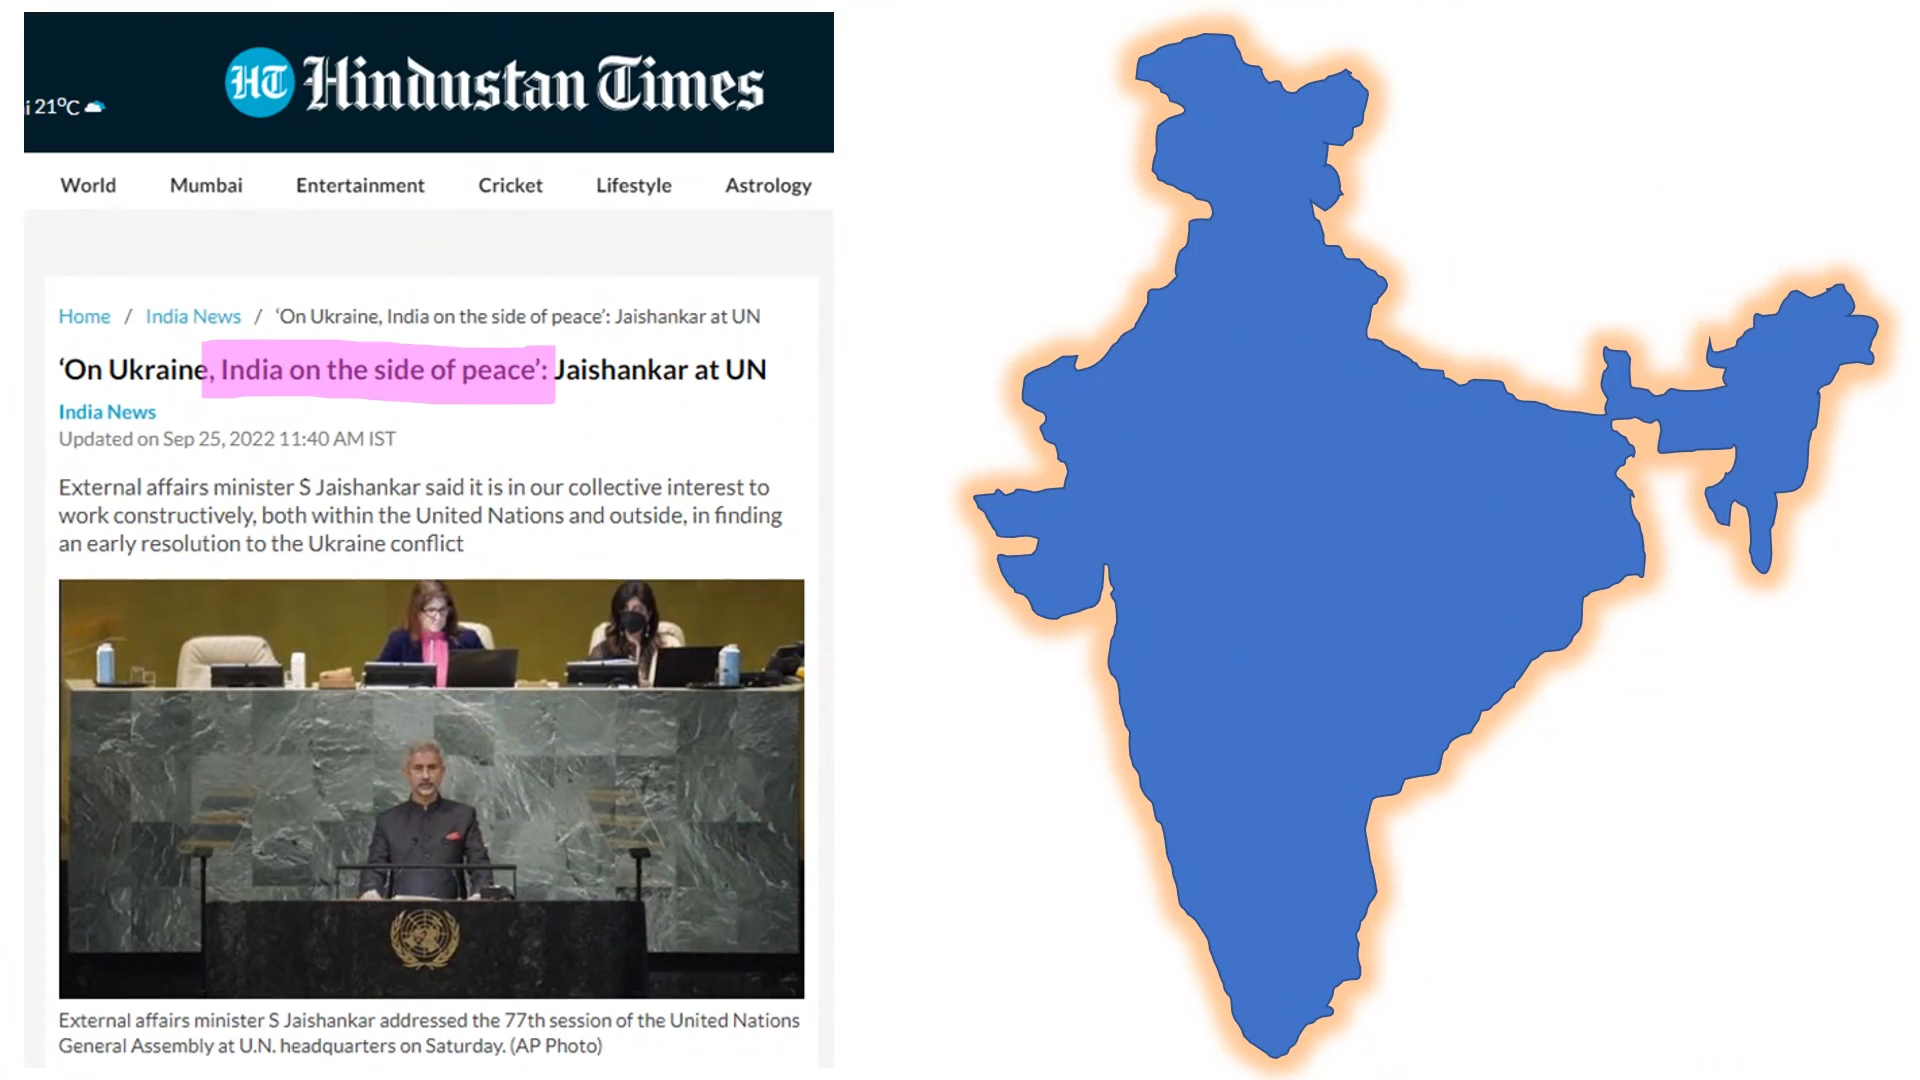 HT Hindustan Times
i 21°C
World Mumbai Entertainment Cricket Lifestyle Astrology
Home / India News / ‘On Ukraine, India on the side of peace’: Jaishankar at UN
‘On Ukraine, India on the side of peace’: Jaishankar at UN
India News
Updated on Sep 25, 2022 11:40 AM IST
External affairs minister S Jaishankar said it is in our collective interest to
work constructively, both within the United Nations and outside, in finding
an early resolution to the Ukraine conflict
External affairs minister S Jaishankar addressed the 77th session of the United Nations
General Assembly at U.N. headquarters on Saturday. (AP Photo)